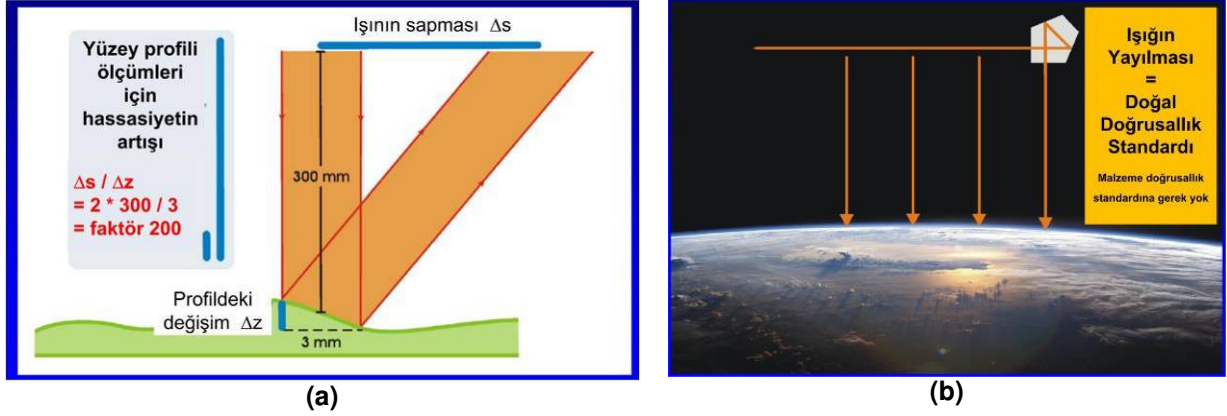 Işının sapması Δs
Yüzey profili
ölçümleri
için
hassasiyetin
artışı
Δs / Δz
= 2 * 300 / 3
= faktör 200
300 mm
Profildeki
değişim Δz
3 mm
(a)
Işığın
Yayılması
=
Doğal
Doğrusallık
Standardı
Malzeme doğrusallık
standardına gerek yok
(b)